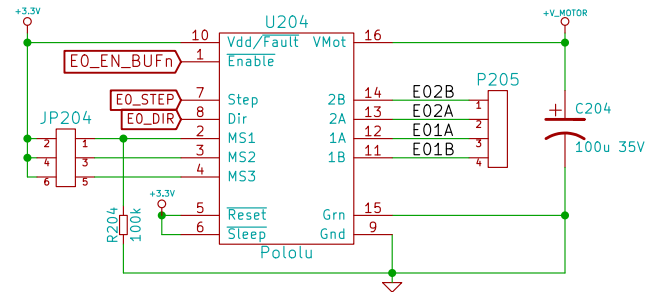 +3.3V
U204
+V_MOTOR
10 Vdd/Fault VMot 16
E0_EN_BUFn 1 Enable
P205
E0_STEP 7 Step 2B 14 E02B 1
E0_DIR 8 Dir 2A 13 E02A 2
JP204
2 1 2 MS1 1A 12 E01A 3
4 3 3 MS2 1B 11 E01B 4
6 5 4 MS3
C204
100u 35V
+3.3V
R204
100k
5 Reset Grn 15
6 Sleep Gnd 9
Pololu